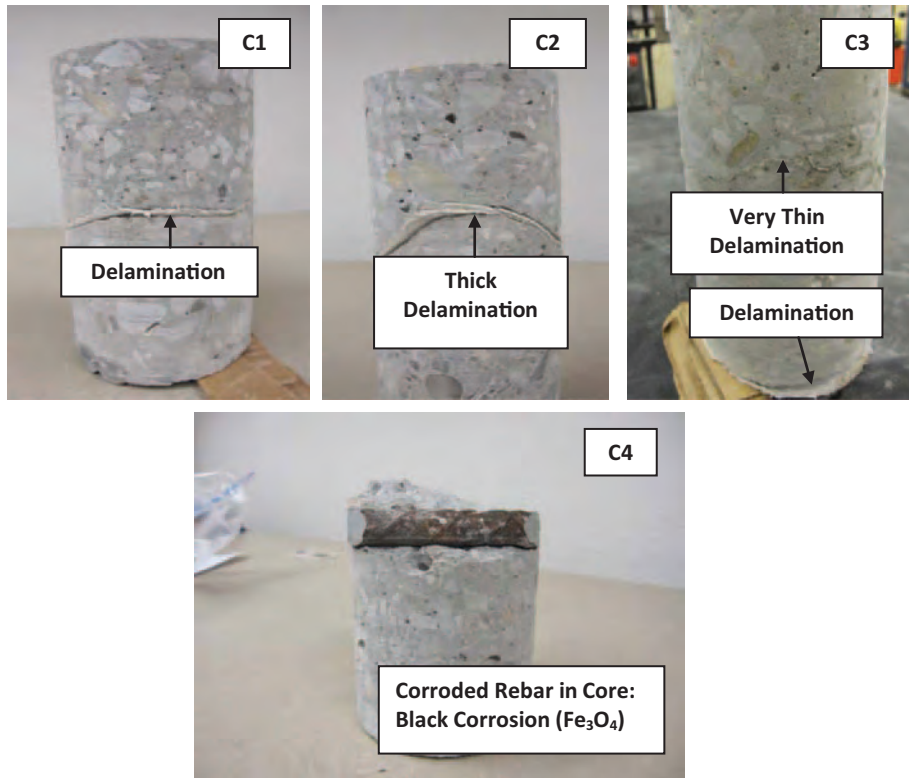 C1
C2
C3
Delamination
Thick
Delamination
Very Thin
Delamination
Delamination
C4
Corroded Rebar in Core:
Black Corrosion (Fe₃O₄)